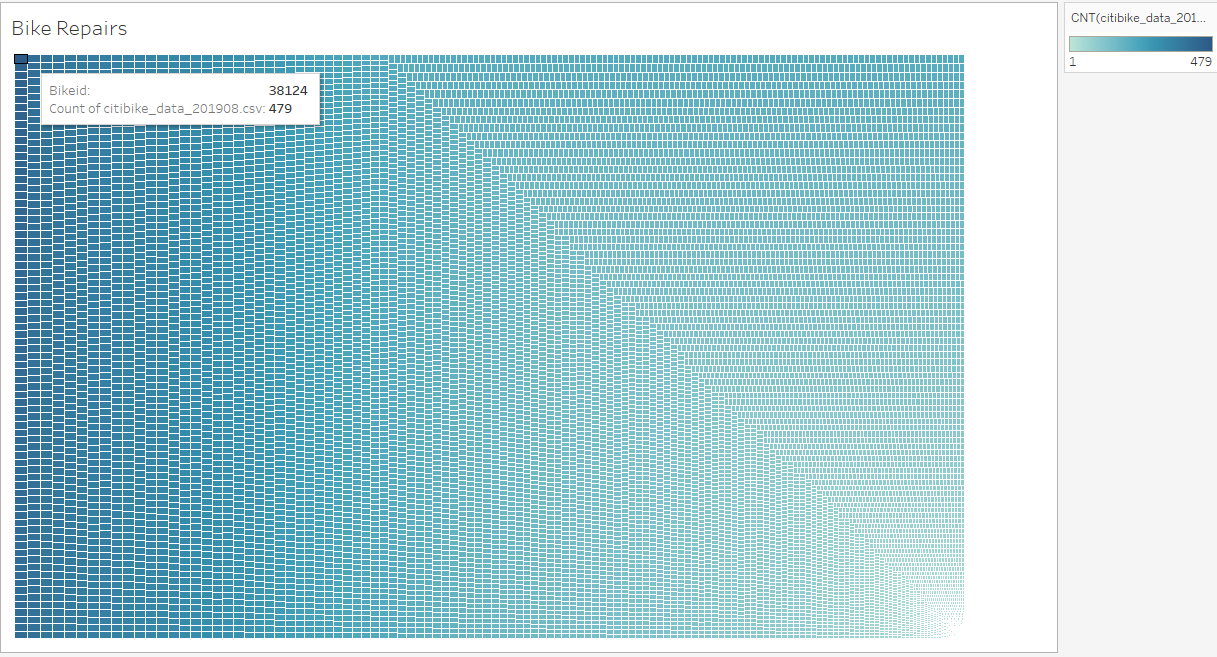 Bike Repairs
Bikeid: 38124
Count of citibike_data_201908.csv: 479
CNT(citibike_data_201...
1 479